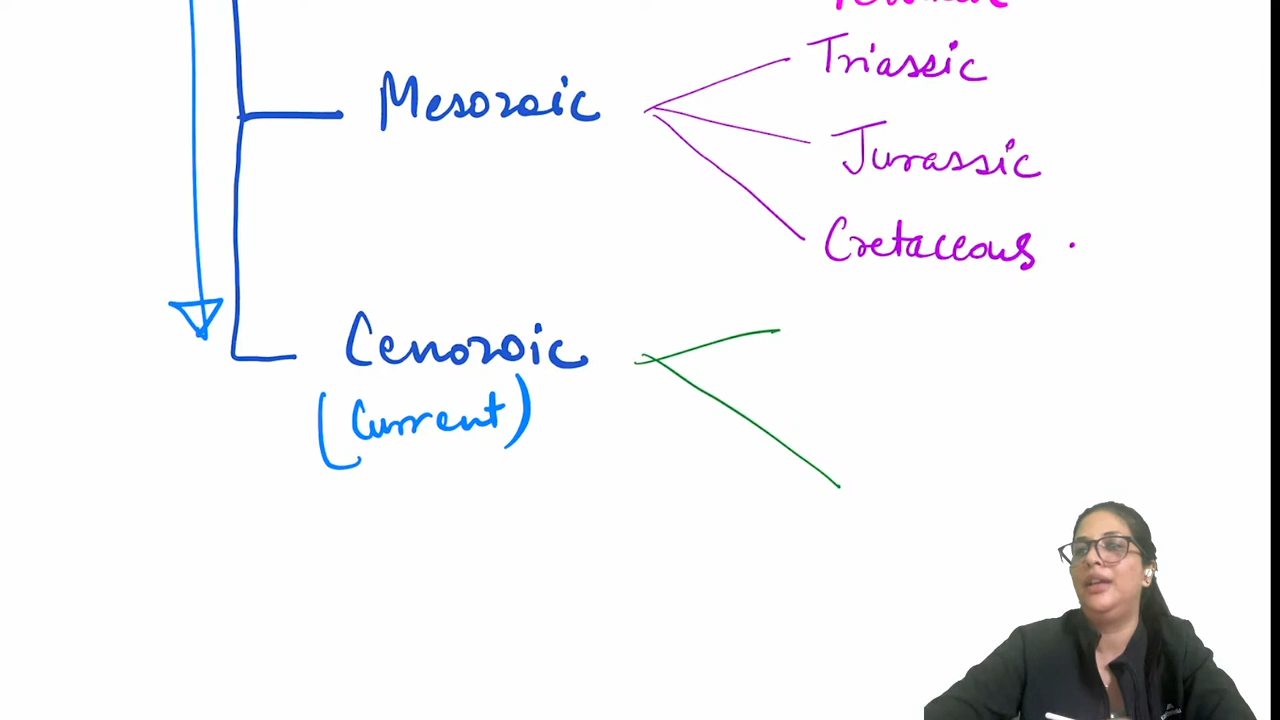 Triassic
Mesozoic
Jurassic
Cretaceous
Cenozoic
(Current)